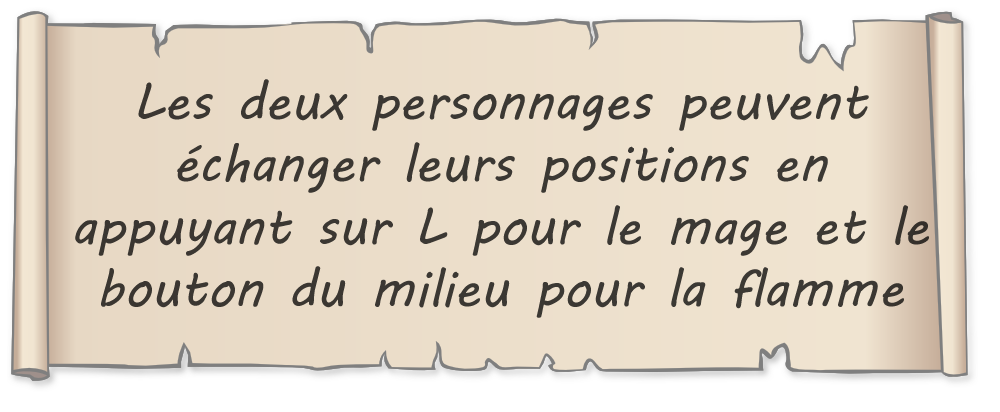 Les deux personnages peuvent
échanger leurs positions en
appuyant sur L pour le mage et le
bouton du milieu pour la flamme